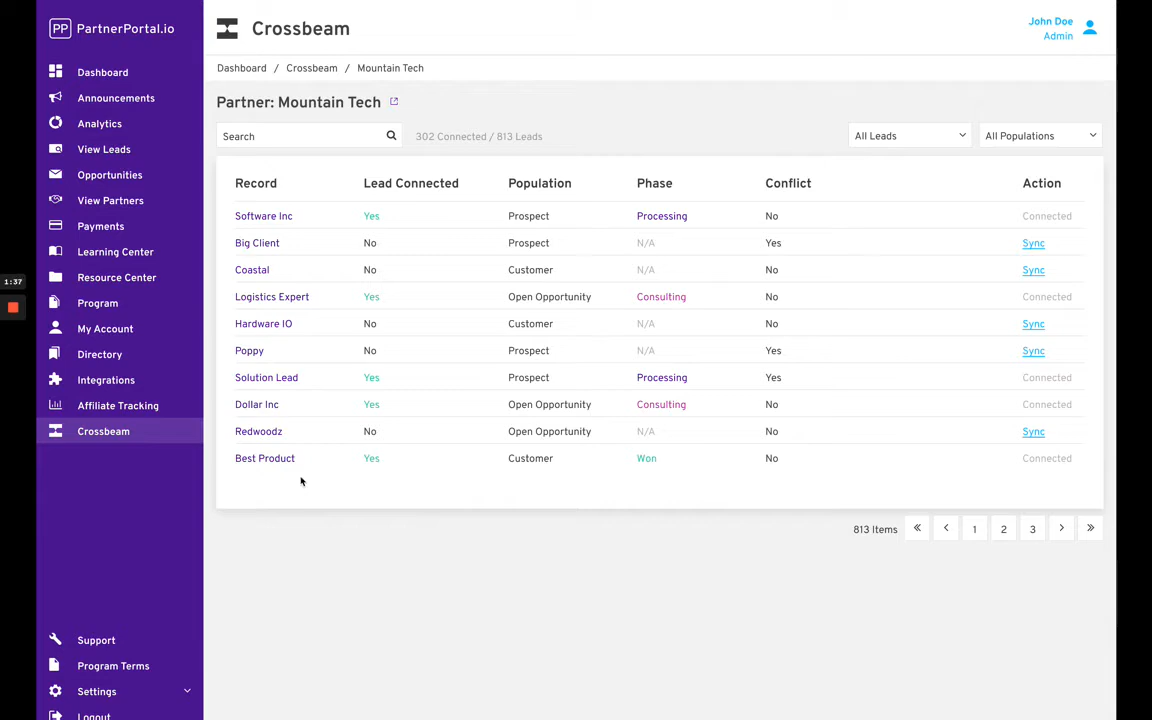 PP PartnerPortal.io
Crossbeam
John Doe
Admin
Dashboard / Crossbeam / Mountain Tech
Partner: Mountain Tech
Search
302 Connected / 813 Leads
All Leads
All Populations
Record Lead Connected Population Phase Conflict Action
Software Inc Yes Prospect Processing No Connected
Big Client No Prospect N/A Yes Sync
Coastal No Customer N/A No Sync
Logistics Expert Yes Open Opportunity Consulting No Connected
Hardware IO No Customer N/A No Sync
Poppy No Prospect N/A Yes Sync
Solution Lead Yes Prospect Processing Yes Connected
Dollar Inc Yes Open Opportunity Consulting No Connected
Redwoodz No Open Opportunity N/A No Sync
Best Product Yes Customer Won No Connected
813 Items « ‹ 1 2 3 › »
Dashboard
Announcements
Analytics
View Leads
Opportunities
View Partners
Payments
Learning Center
Resource Center
Program
My Account
Directory
Integrations
Affiliate Tracking
Crossbeam
Support
Program Terms
Settings
Logout
1:37